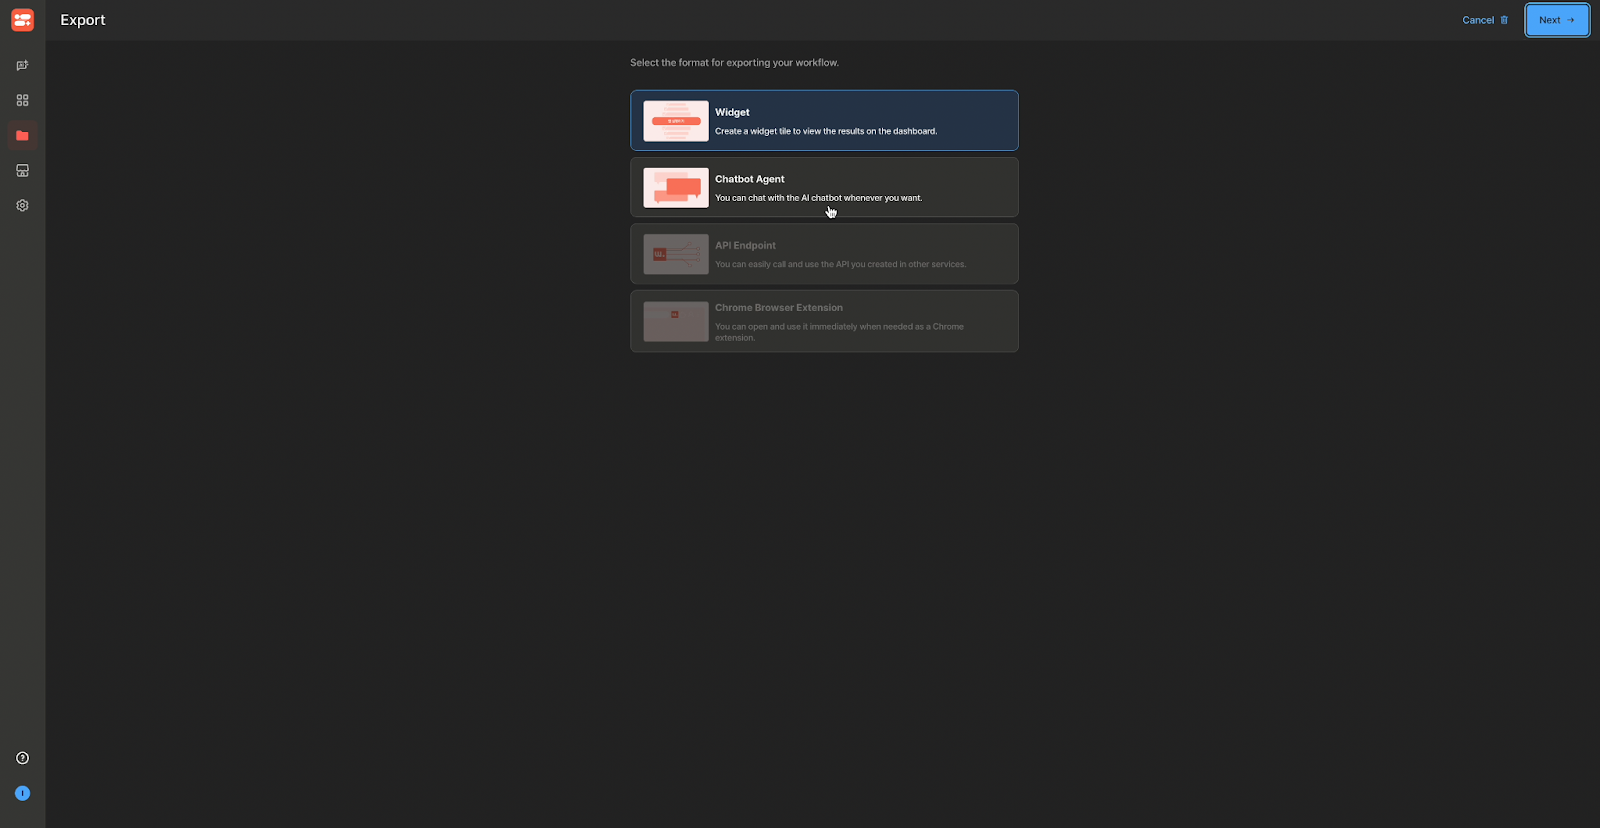 Export
Cancel
Next →
Select the format for exporting your workflow.
Widget
Create a widget tile to view the results on the dashboard.
Chatbot Agent
You can chat with the AI chatbot whenever you want.
API Endpoint
You can easily call and use the API you created in other services.
Chrome Browser Extension
You can open and use it immediately when needed as a Chrome
extension.